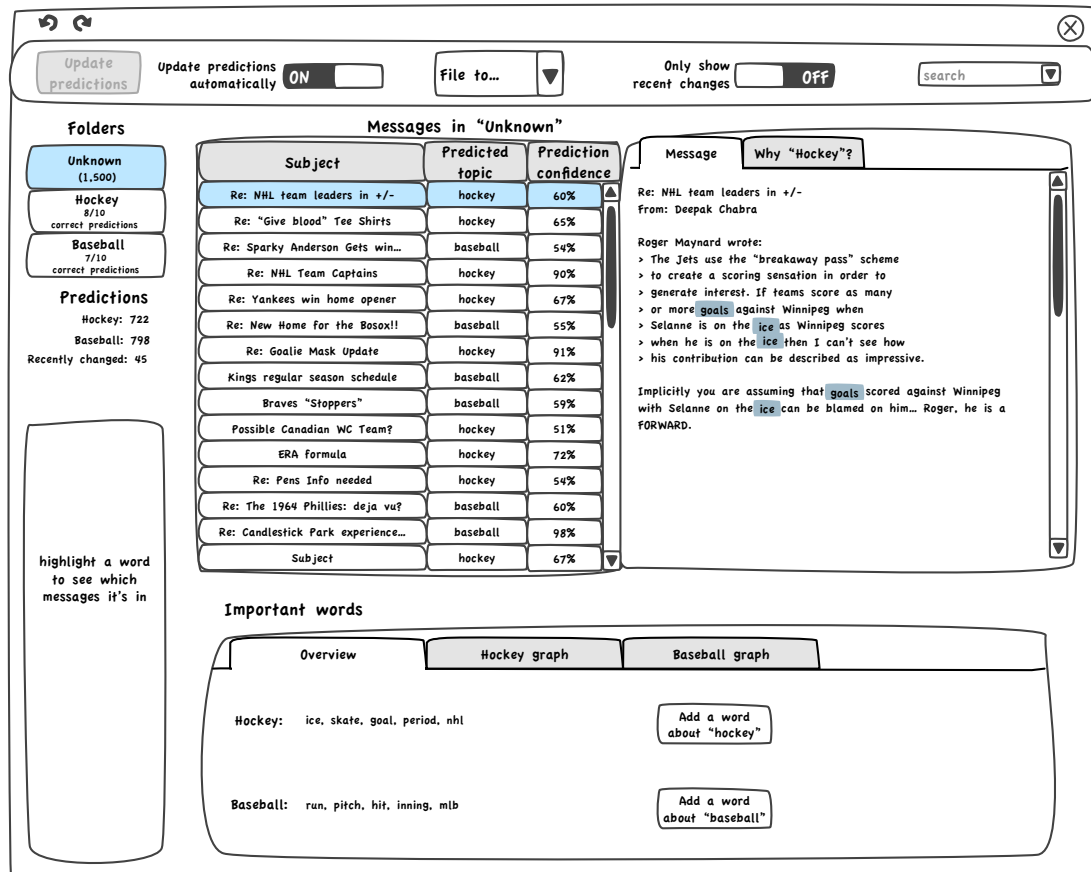 Update
predictions
Update predictions
automatically
ON
File to...
Only show
recent changes
OFF
search
Folders
Unknown
(1,500)
Hockey
8/10
correct predictions
Baseball
7/10
correct predictions
Predictions
Hockey: 722
Baseball: 798
Recently changed: 45
highlight a word
to see which
messages it's in
Messages in “Unknown”
Subject Predicted topic Prediction confidence
Re: NHL team leaders in +/- hockey 60%
Re: “Give blood” Tee Shirts hockey 65%
Re: Sparky Anderson Gets win... baseball 54%
Re: NHL Team Captains hockey 90%
Re: Yankees win home opener hockey 67%
Re: New Home for the Bosox!! baseball 55%
Re: Goalie Mask Update hockey 91%
Kings regular season schedule baseball 62%
Braves “Stoppers” baseball 59%
Possible Canadian WC Team? hockey 51%
ERA formula hockey 72%
Re: Pens Info needed hockey 54%
Re: The 1964 Phillies: deja vu? baseball 60%
Re: Candlestick Park experience... baseball 98%
Subject hockey 67%
Message
Why “Hockey”?
Re: NHL team leaders in +/-
From: Deepak Chabra
Roger Maynard wrote:
> The Jets use the “breakaway pass” scheme
> to create a scoring sensation in order to
> generate interest. If teams score as many
> or more goals against Winnipeg when
> Selanne is on the ice as Winnipeg scores
> when he is on the ice then I can't see how
> his contribution can be described as impressive.
Implicitly you are assuming that goals scored against Winnipeg
with Selanne on the ice can be blamed on him... Roger, he is a
FORWARD.
Important words
Overview
Hockey graph
Baseball graph
Hockey: ice, skate, goal, period, nhl
Add a word
about “hockey”
Baseball: run, pitch, hit, inning, mlb
Add a word
about “baseball”